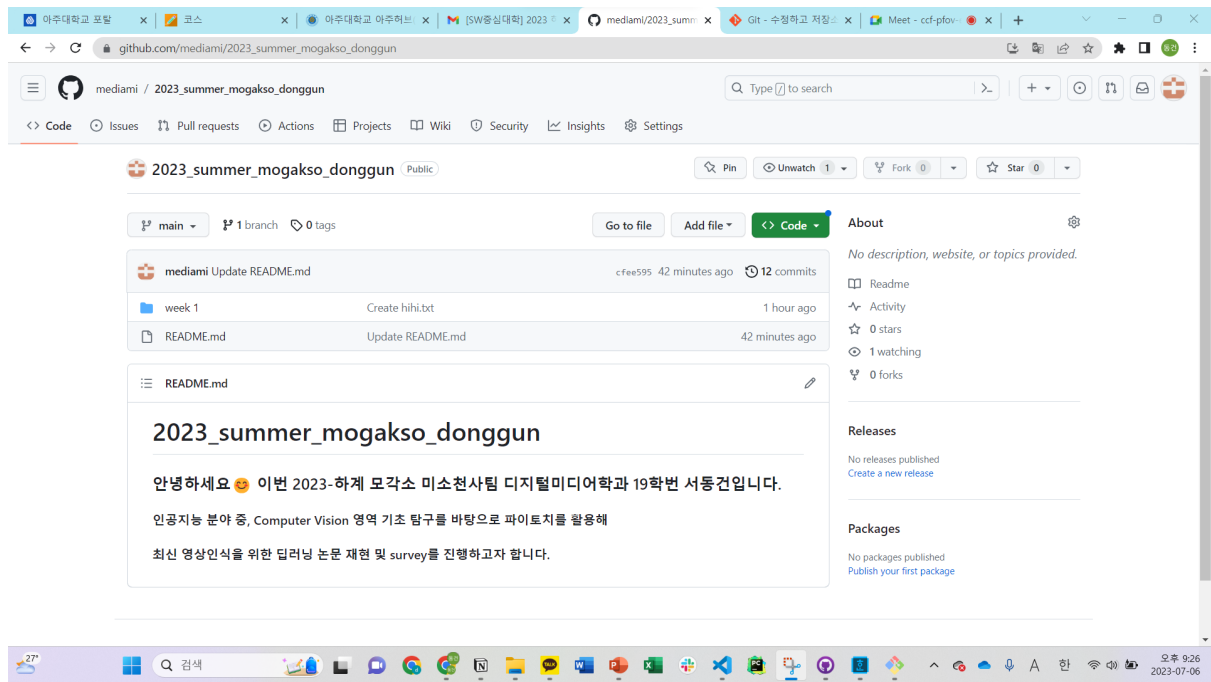 아주대학교 포탈
코스
아주대학교 아주허브
[SW중심대학] 2023
mediami/2023_summ
Git - 수정하고 저장소
Meet - ccf-pfov-
github.com/mediami/2023_summer_mogakso_donggun
동건
mediami / 2023_summer_mogakso_donggun
Type / to search
Code
Issues
Pull requests
Actions
Projects
Wiki
Security
Insights
Settings
2023_summer_mogakso_donggun Public
Pin
Unwatch 1
Fork 0
Star 0
main
1 branch
0 tags
Go to file
Add file
Code
About
No description, website, or topics provided.
mediami Update README.md
cfee595 42 minutes ago
12 commits
Readme
week 1
Create hihi.txt
1 hour ago
Activity
README.md
Update README.md
42 minutes ago
0 stars
1 watching
0 forks
README.md
2023_summer_mogakso_donggun
안녕하세요😊 이번 2023-하계 모각소 미소천사팀 디지털미디어학과 19학번 서동건입니다.
인공지능 분야 중, Computer Vision 영역 기초 탐구를 바탕으로 파이토치를 활용해
최신 영상인식을 위한 딥러닝 논문 재현 및 survey를 진행하고자 합니다.
Releases
No releases published
Create a new release
Packages
No packages published
Publish your first package
27°
검색
A
한
오후 9:26
2023-07-06